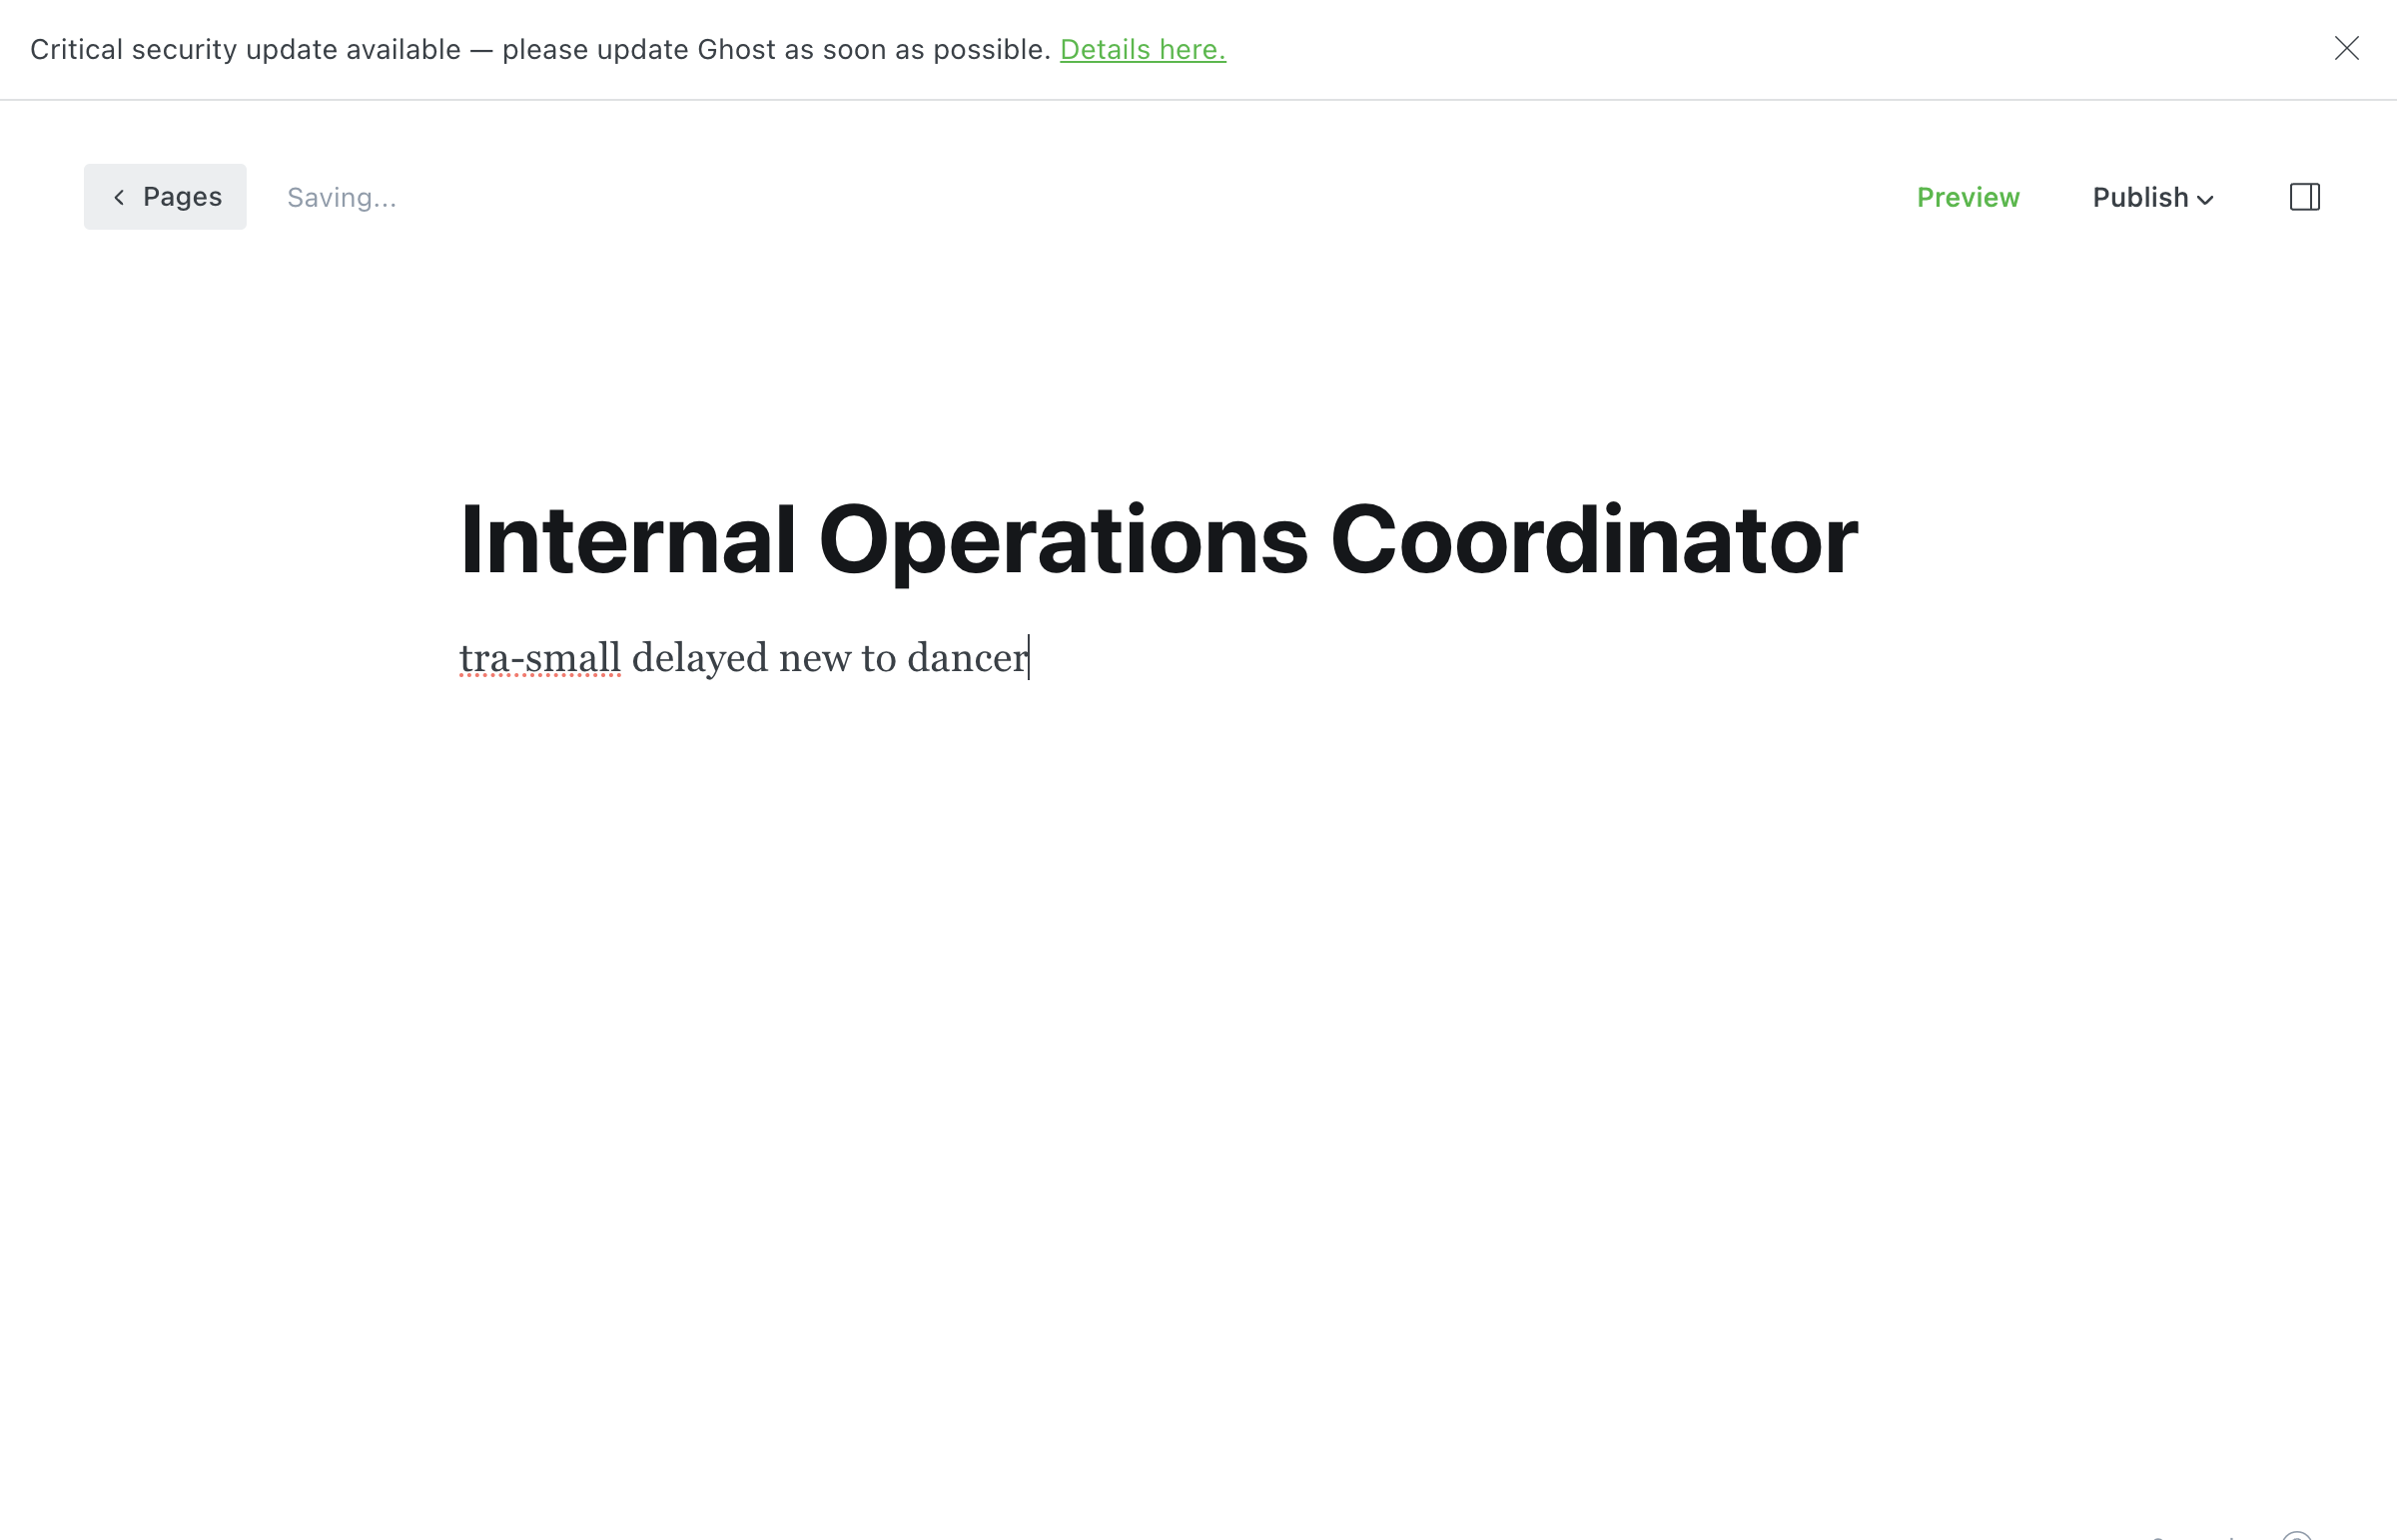 Critical security update available — please update Ghost as soon as possible. Details here.
Pages
Saving...
Preview
Publish
Internal Operations Coordinator
tra-small delayed new to dancer